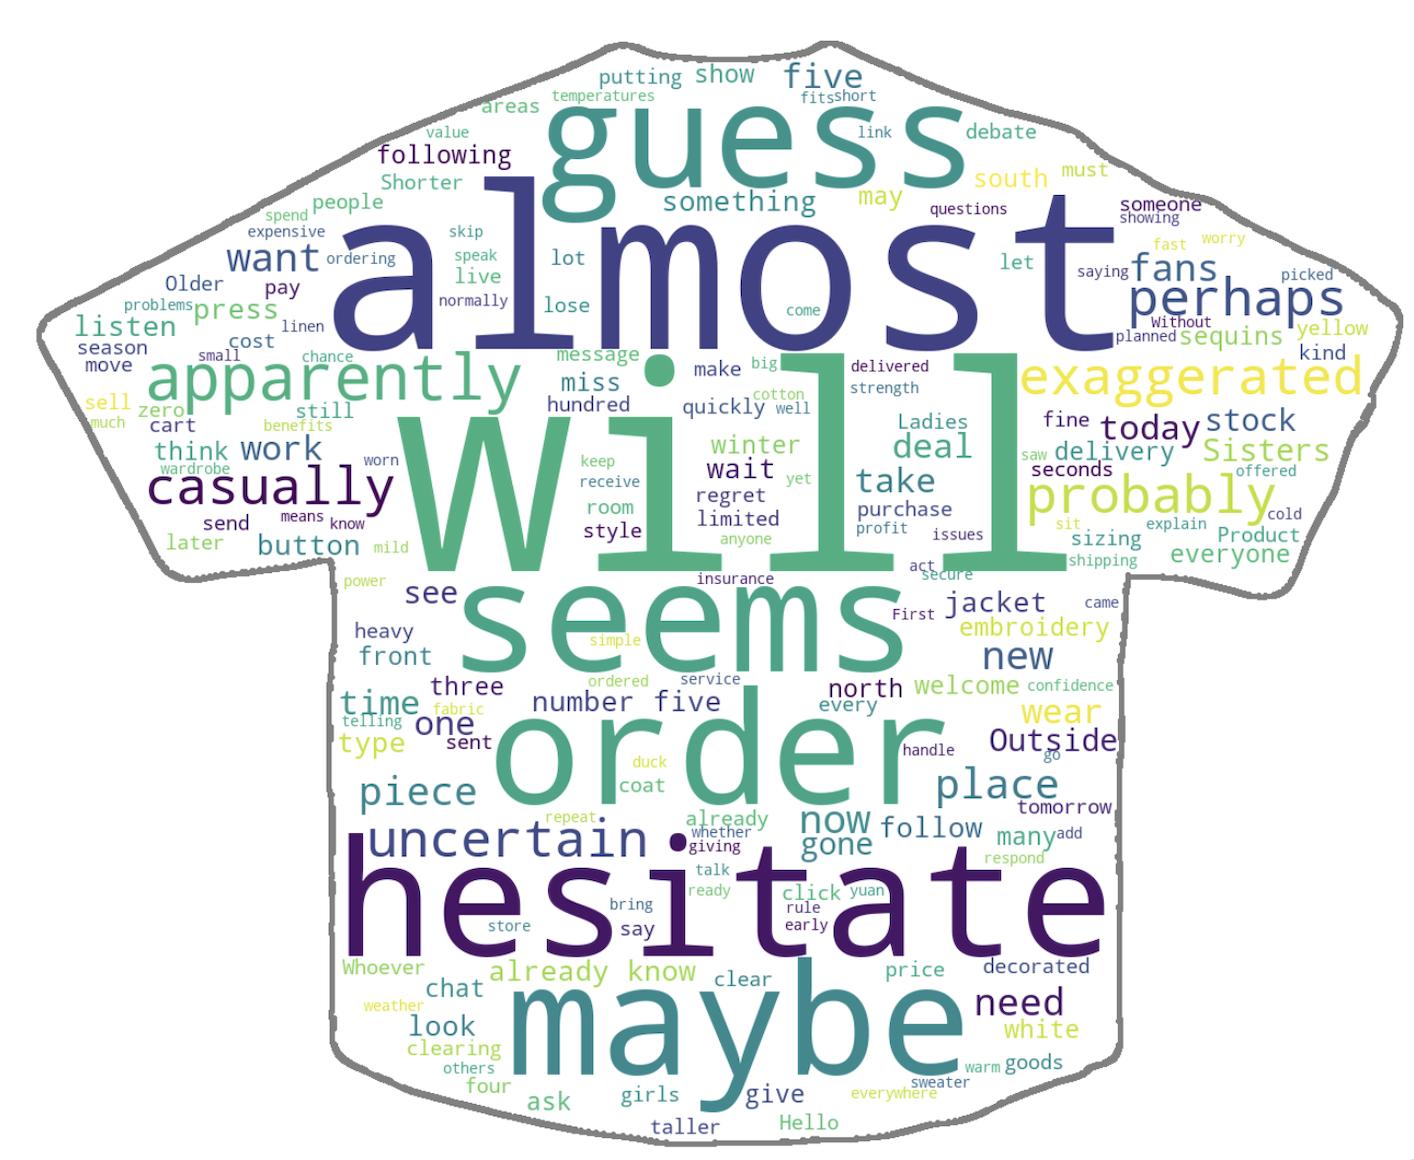 putting show five
areas temperatures fits short
guess
value link debate
following
Shorter south must
people something may questions someone
spend showing
expensive skip fast worry
almost
want ordering speak lot let saying fans picked
Older pay live
problems press normally lose come perhaps
listen linen Without
season cost planned sequins yellow
move small chance message make big delivered kind
apparently miss cotton strength exaggerated
sell zero still hundred quickly well
much cart benefits Ladies fine today stock
think work winter deal saw delivery Sisters
wardrobe worn keep wait seconds offered
casually receive yet take
will
regret probably
send means know room limited purchase sit explain cold
later button mild style anyone profit issues sizing Product
shipping everyone
power see insurance act secure
seems
jacket came
heavy simple First embroidery
front new
three ordered service north welcome confidence
time fabric number five every wear
telling one
type sent handle Outside
order
duck go
piece coat place
tomorrow
uncertain repeat already now follow many add
whether
giving gone respond
hesitate
talk
ready click yuan
bring rule
store say early
Whoever already know clear price decorated
chat
maybe
weather need
look white
clearing
others warm goods
four sweater
ask girls give everywhere
taller Hello